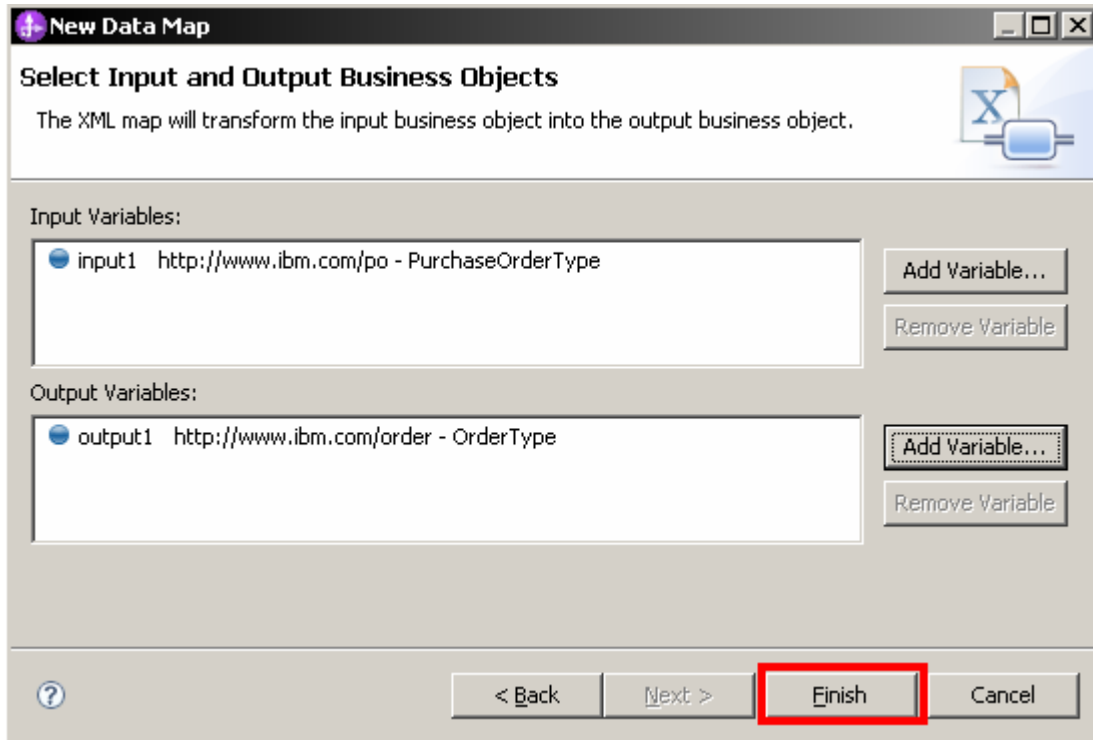 New Data Map
Select Input and Output Business Objects
The XML map will transform the input business object into the output business object.
X
Input Variables:
input1 http://www.ibm.com/po - PurchaseOrderType
Add Variable...
Remove Variable
Output Variables:
output1 http://www.ibm.com/order - OrderType
Add Variable...
Remove Variable
? < Back Next > Finish Cancel